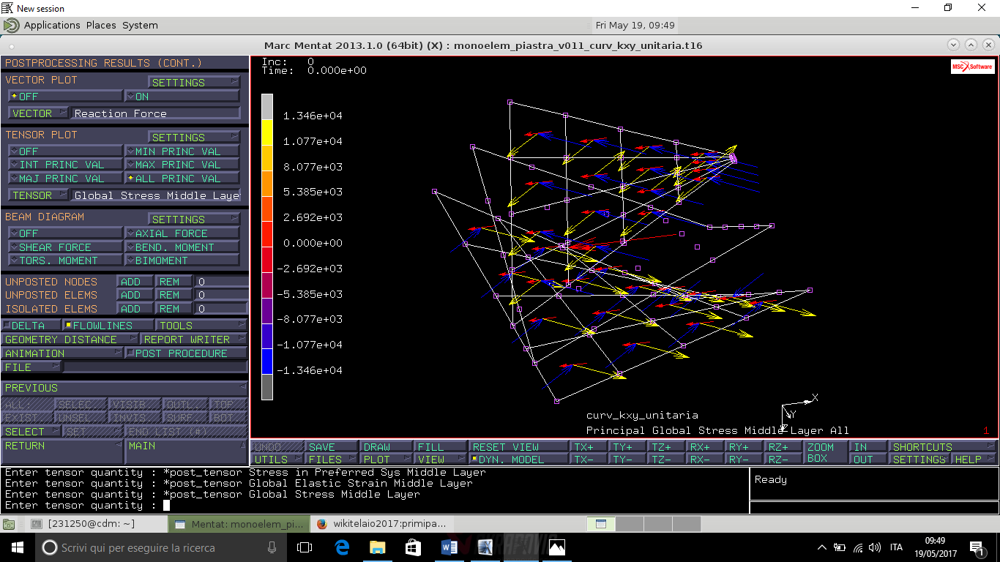 New session
Applications Places System
Fri May 19, 09:49
Marc Mentat 2013.1.0 (64bit) (X) : monoelem_piastra_v011_curv_kxy_unitaria.t16
POSTPROCESSING RESULTS (CONT.)
VECTOR PLOT SETTINGS
OFF ON
VECTOR Reaction Force
TENSOR PLOT SETTINGS
OFF MIN PRINC VAL
INT PRINC VAL MAX PRINC VAL
MAJ PRINC VAL ALL PRINC VAL
TENSOR Global Stress Middle Laye
BEAM DIAGRAM SETTINGS
OFF AXIAL FORCE
SHEAR FORCE BEND. MOMENT
TORS. MOMENT BIMOMENT
UNPOSTED NODES ADD REM 0
UNPOSTED ELEMS ADD REM 0
ISOLATED ELEMS ADD REM 0
DELTA FLOWLINES TOOLS
GEOMETRY DISTANCE REPORT WRITER
ANIMATION POST PROCEDURE
FILE
PREVIOUS
ALL: SELEC. VISIB. OUTL. TOP
EXIST. UNSEL. INVIS. SURF. BOT
SELECT SET END LIST (#)
RETURN MAIN
Inc: 0
Time: 0.000e+00
MSC Software
1.346e+04
1.077e+04
8.077e+03
5.385e+03
2.692e+03
0.000e+00
-2.692e+03
-5.385e+03
-8.077e+03
-1.077e+04
-1.346e+04
X
Y
Z
curv_kxy_unitaria
Principal Global Stress Middle Layer All
1
UNDO SAVE DRAW FILL RESET VIEW TX+ TY+ TZ+ RX+ RY+ RZ+ ZOOM BOX IN SHORTCUTS
UTILS FILES PLOT VIEW DYN. MODEL TX- TY- TZ- RX- RY- RZ- OUT SETTINGS HELP
Enter tensor quantity : *post_tensor Stress in Preferred Sys Middle Layer
Enter tensor quantity : *post_tensor Global Elastic Strain Middle Layer
Enter tensor quantity : *post_tensor Global Stress Middle Layer
Enter tensor quantity :
Ready
[231250@cdm: ~]
Mentat: monoelem_pi...
wikitelaio2017:primipa...
Scrivi qui per eseguire la ricerca
ITA
09:49
19/05/2017
1